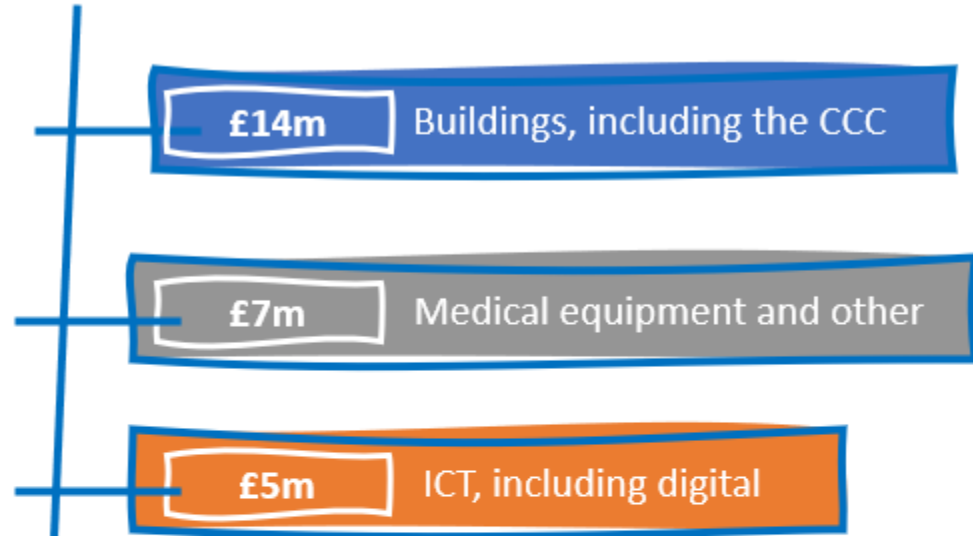 £14m Buildings, including the CCC
£7m Medical equipment and other
£5m ICT, including digital